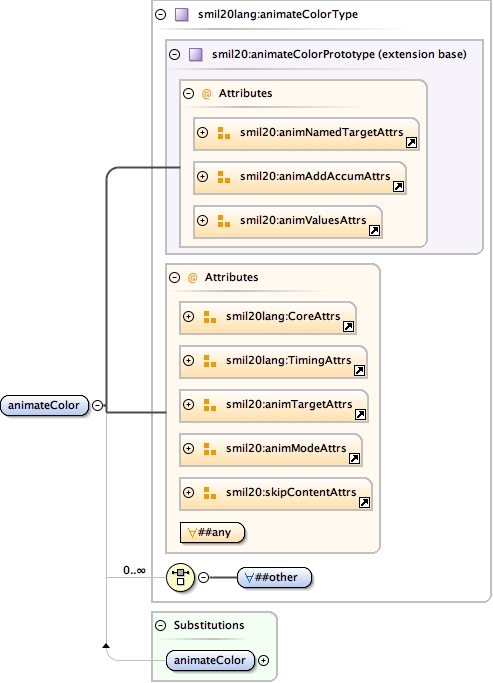 smil20lang:animateColorType
smil20:animateColorPrototype (extension base)
@ Attributes
smil20:animNamedTargetAttrs
smil20:animAddAccumAttrs
smil20:animValuesAttrs
@ Attributes
smil20lang:CoreAttrs
smil20lang:TimingAttrs
smil20:animTargetAttrs
animateColor
smil20:animModeAttrs
smil20:skipContentAttrs
∀##any
0..∞
∀##other
Substitutions
animateColor